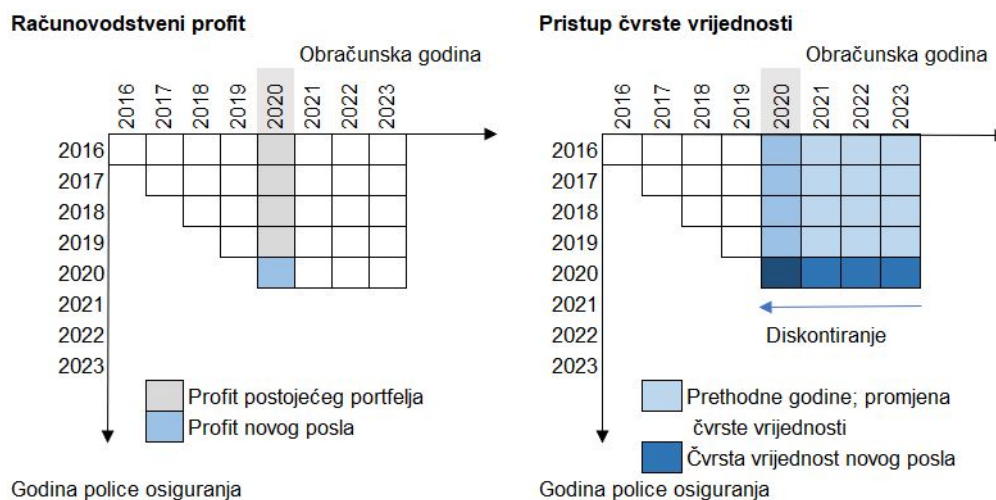 Računovodstveni profit
Obračunska godina
2016 2017 2018 2019 2020 2021 2022 2023
2016
2017
2018
2019
2020
2021
2022
2023
Profit postojećeg portfelja
Profit novog posla
Godina police osiguranja
Pristup čvrste vrijednosti
Obračunska godina
2016 2017 2018 2019 2020 2021 2022 2023
2016
2017
2018
2019
2020
2021
2022
2023
Diskontiranje
Prethodne godine; promjena
čvrste vrijednosti
Čvrsta vrijednost novog posla
Godina police osiguranja